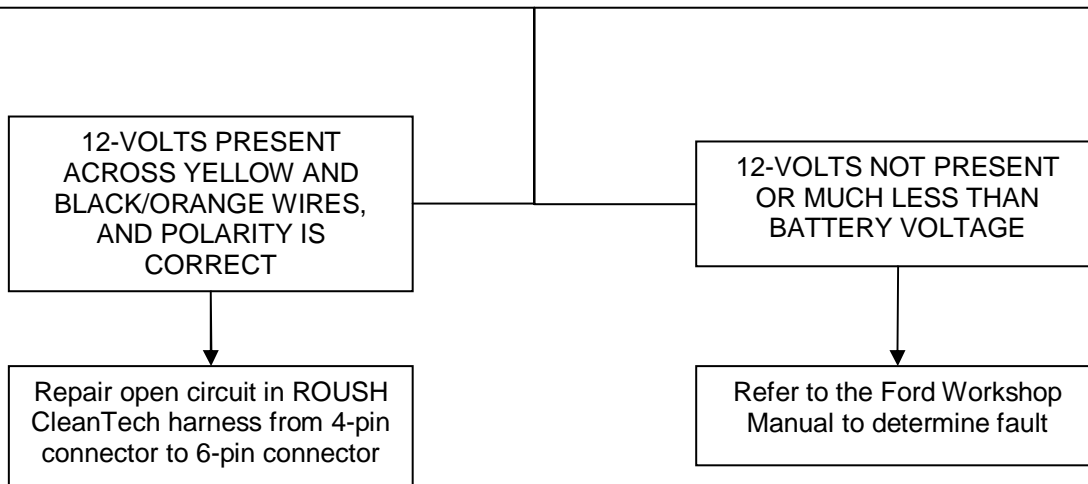 12-VOLTS PRESENT
ACROSS YELLOW AND
BLACK/ORANGE WIRES,
AND POLARITY IS
CORRECT
12-VOLTS NOT PRESENT
OR MUCH LESS THAN
BATTERY VOLTAGE
Repair open circuit in ROUSH
CleanTech harness from 4-pin
connector to 6-pin connector
Refer to the Ford Workshop
Manual to determine fault